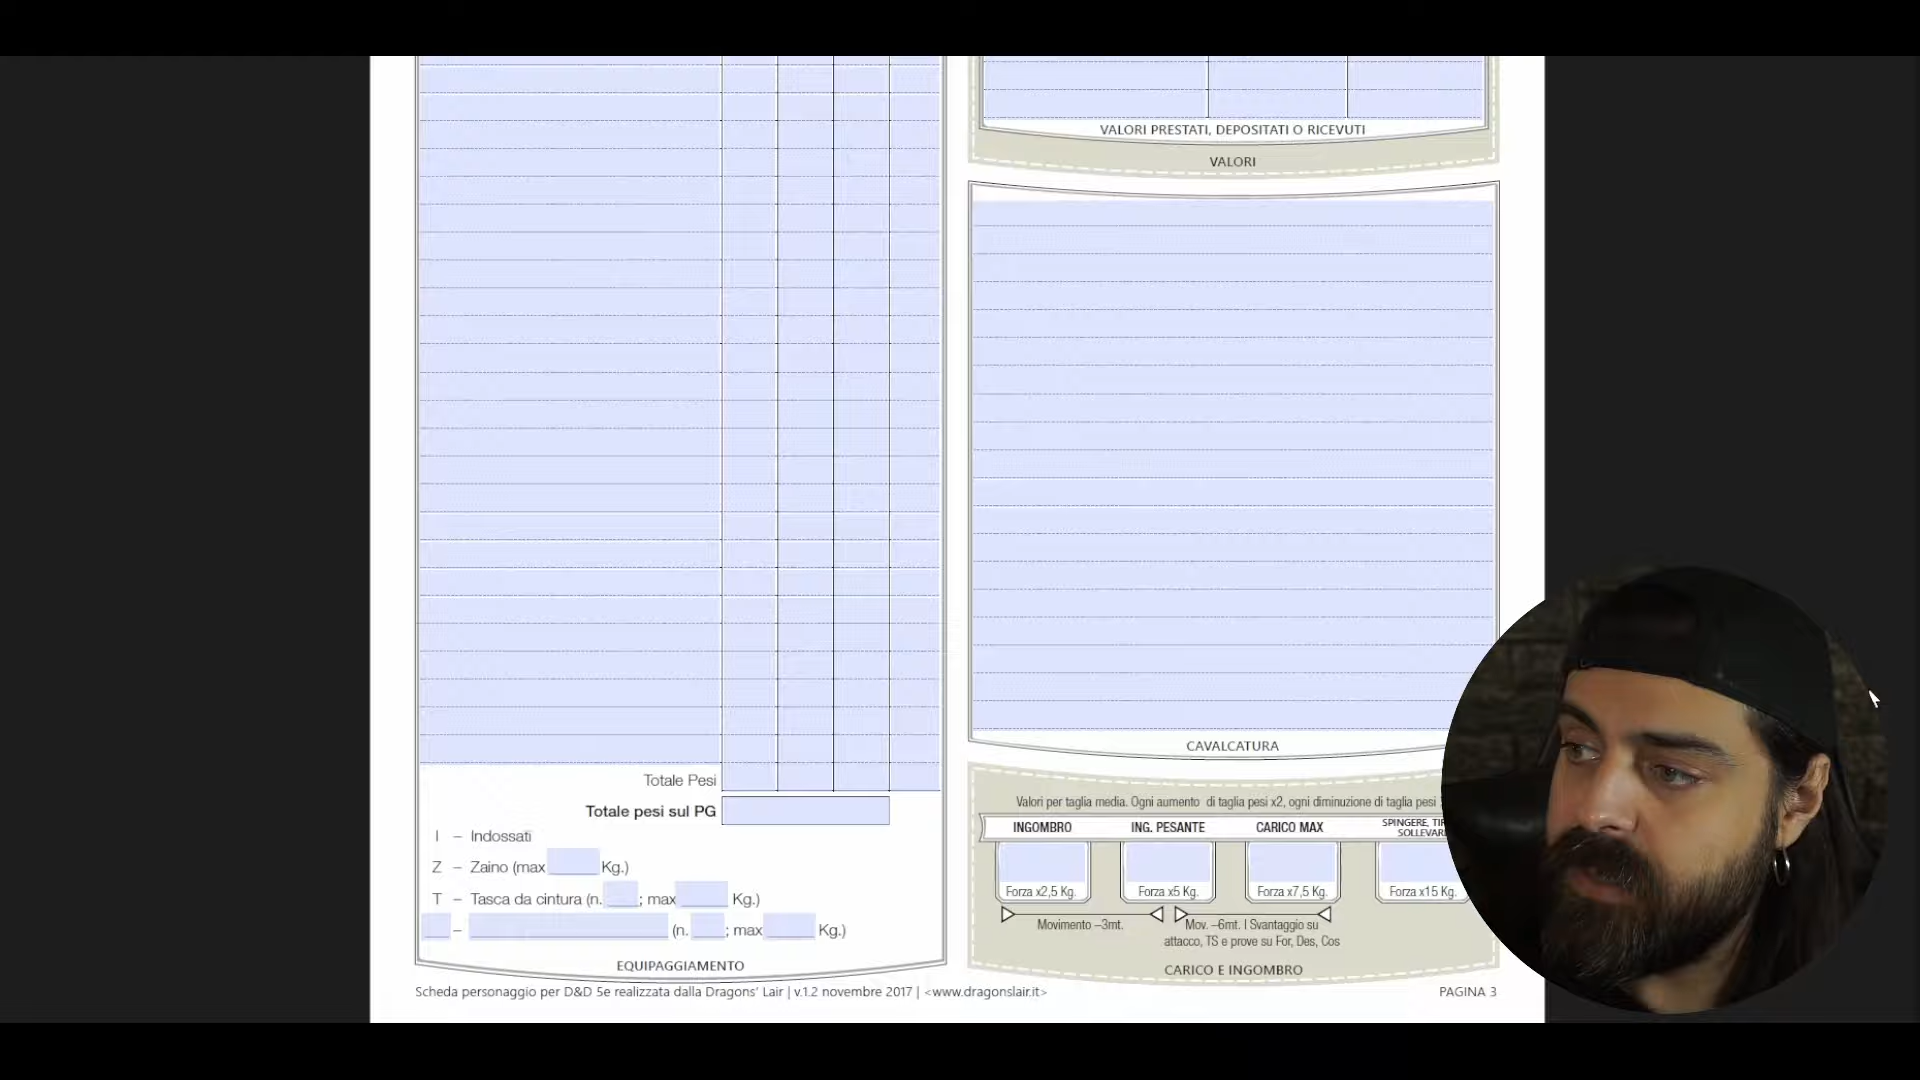 VALORI PRESTATI, DEPOSITATI O RICEVUTI
VALORI
CAVALCATURA
Totale Pesi
Totale pesi sul PG
I – Indossati
Z – Zaino (max Kg.)
T – Tasca da cintura (n. ; max Kg.)
– (n. ; max Kg.)
EQUIPAGGIAMENTO
Valori per taglia media. Ogni aumento di taglia pesi x2, ogni diminuzione di taglia pesi
INGOMBRO
ING. PESANTE
CARICO MAX
SPINGERE,
Forza x2,5 Kg.
Forza x5 Kg.
Forza x7,5 Kg.
Forza x15 Kg.
Movimento –3mt.
Mov. –6mt. | Svantaggio su
attacco, TS e prove su For, Des, Cos
CARICO E INGOMBRO
Scheda personaggio per D&D 5e realizzata dalla Dragons' Lair | v.1.2 novembre 2017 | <www.dragonslair.it>
PAGINA 3